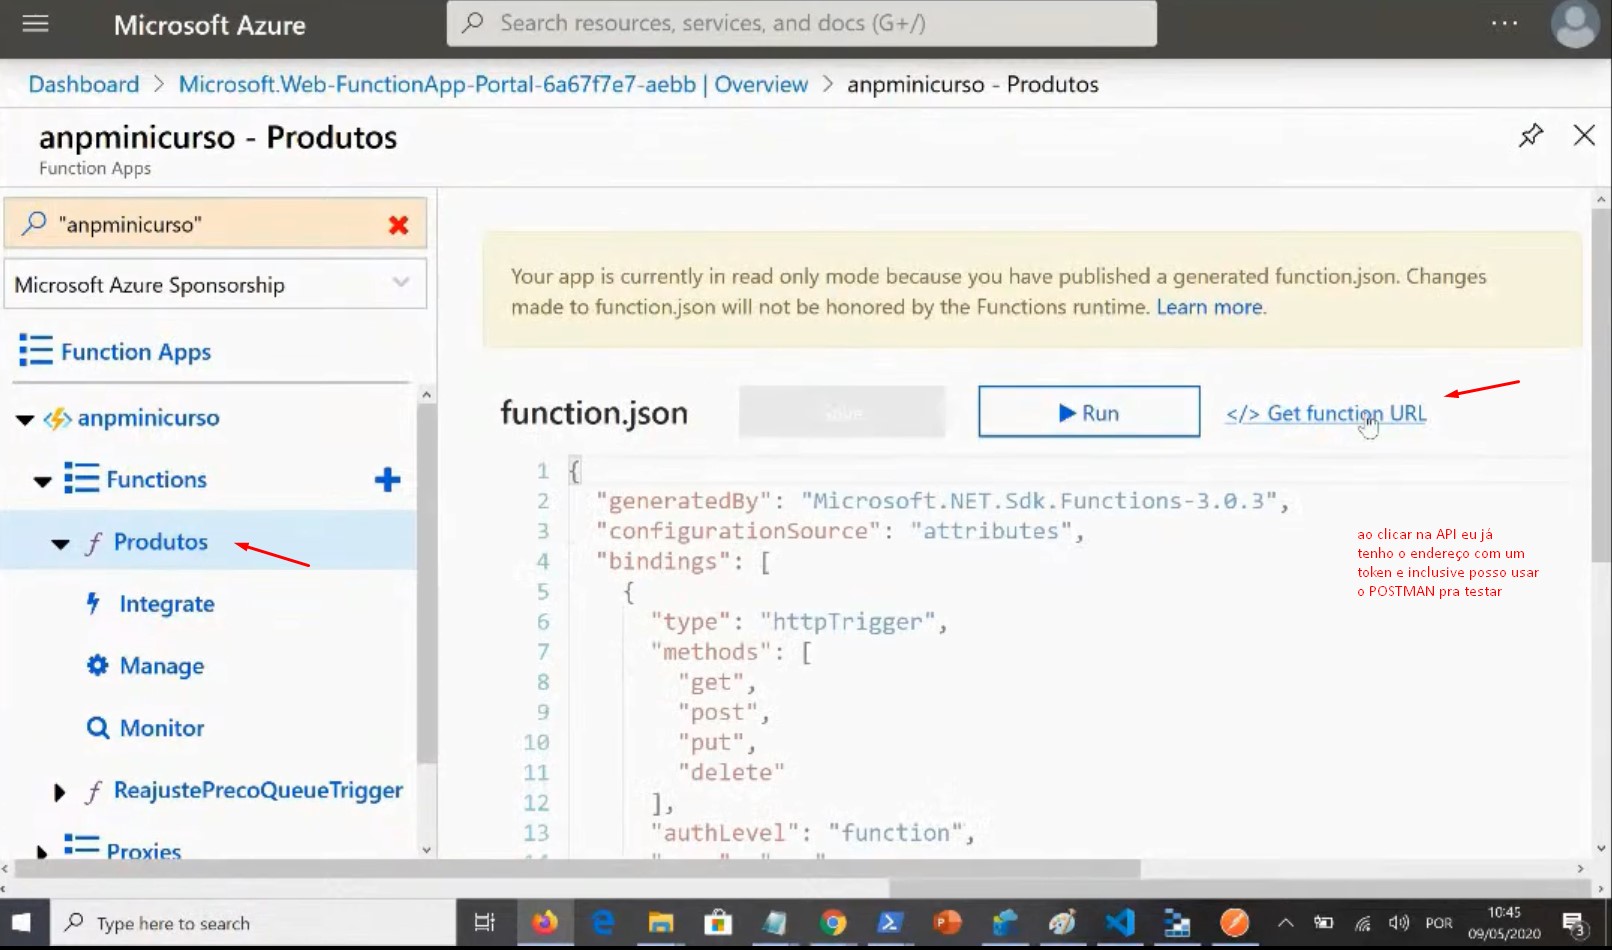 Microsoft Azure
Search resources, services, and docs (G+/)
Dashboard > Microsoft.Web-FunctionApp-Portal-6a67f7e7-aebb | Overview > anpminicurso - Produtos
anpminicurso - Produtos
Function Apps
"anpminicurso"
Microsoft Azure Sponsorship
Function Apps
anpminicurso
Functions
Produtos
Integrate
Manage
Monitor
ReajustePrecoQueueTrigger
Proxies
Your app is currently in read only mode because you have published a generated function.json. Changes
made to function.json will not be honored by the Functions runtime. Learn more.
function.json
Save
Run
</> Get function URL
1 {
2 "generatedBy": "Microsoft.NET.Sdk.Functions-3.0.3",
3 "configurationSource": "attributes",
4 "bindings": [
5 {
6 "type": "httpTrigger",
7 "methods": [
8 "get",
9 "post",
10 "put",
11 "delete"
12 ],
13 "authLevel": "function",
ao clicar na API eu já
tenho o endereço com um
token e inclusive posso usar
o POSTMAN pra testar
Type here to search
POR
10:45
09/05/2020
3